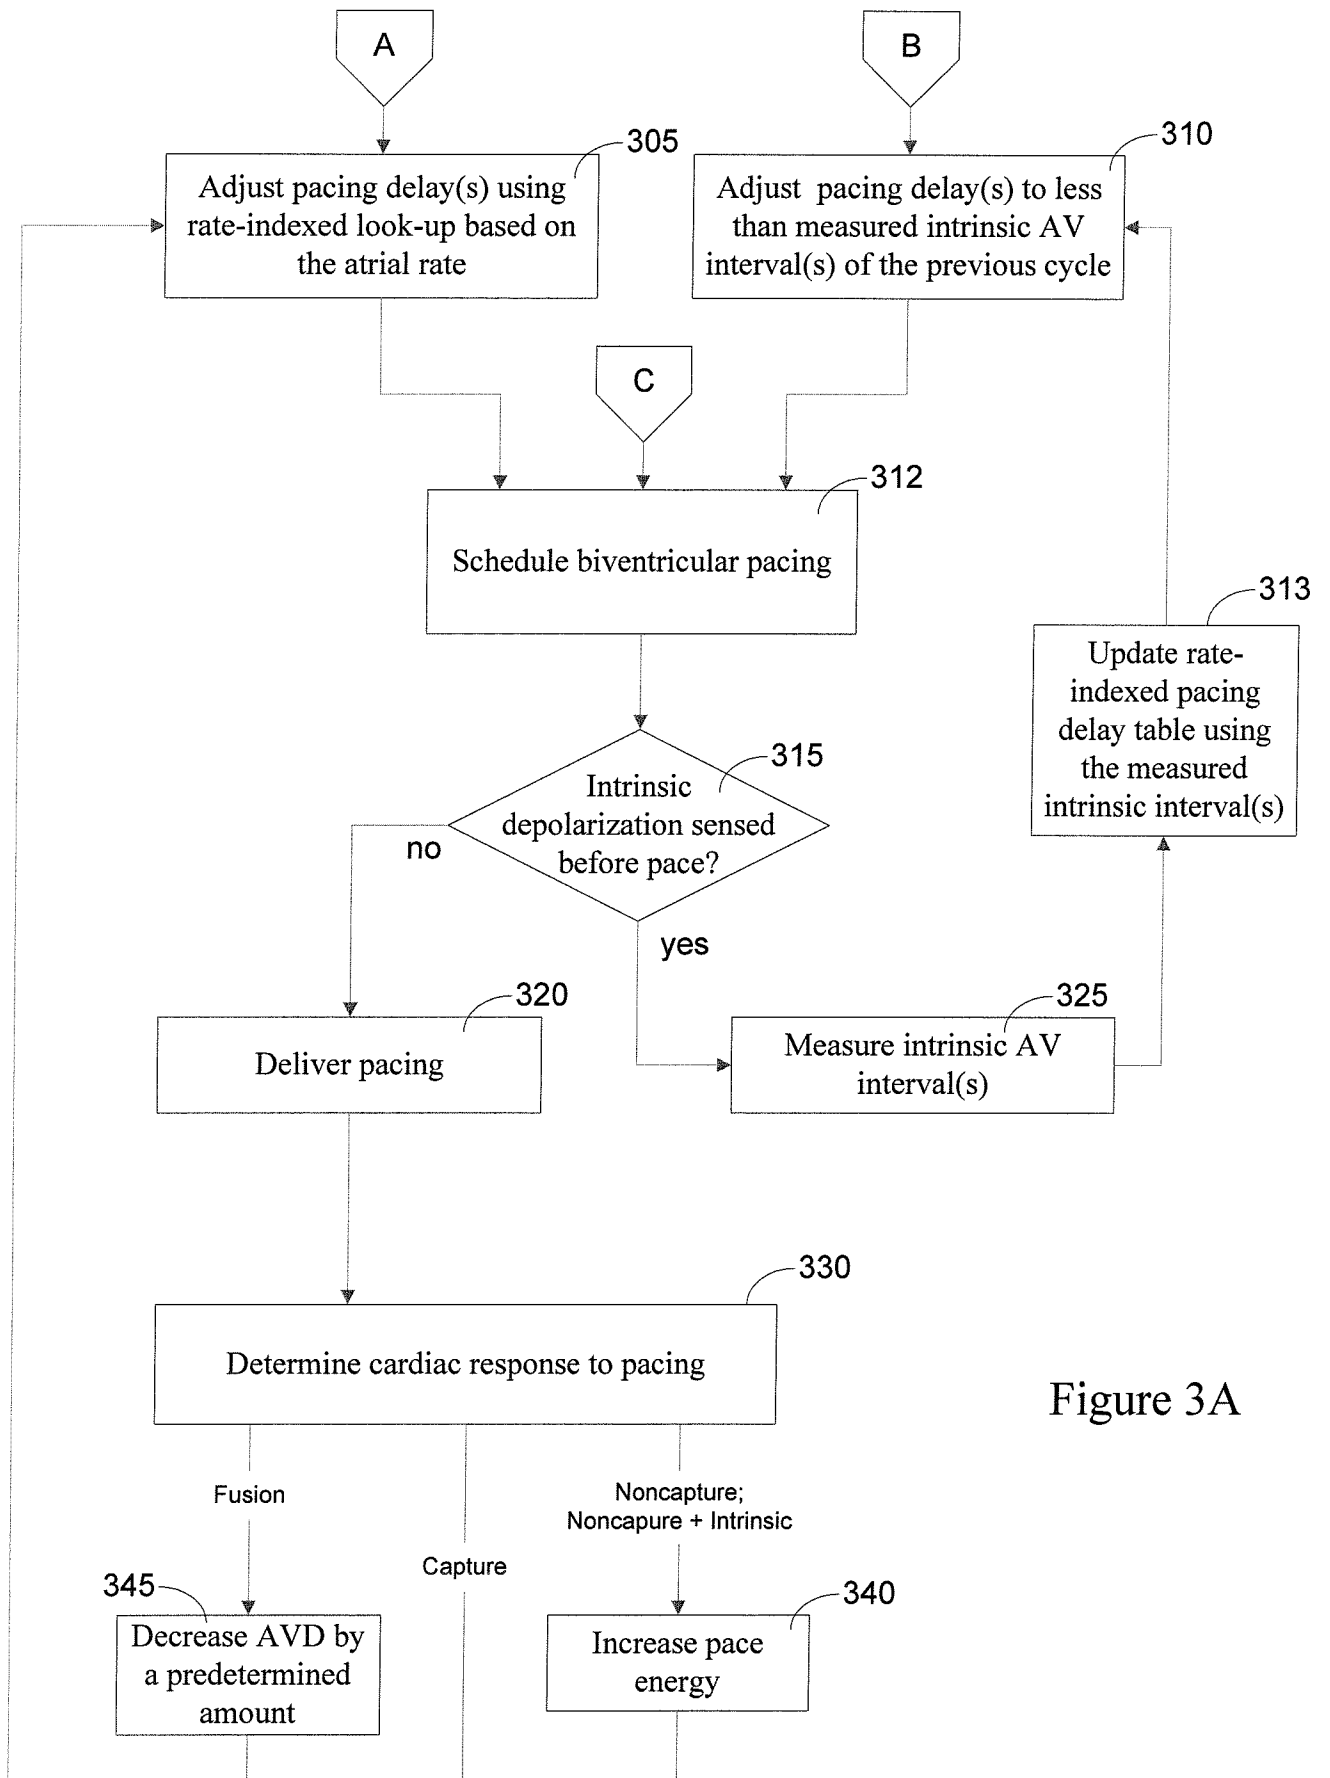 A
B
305
310
Adjust pacing delay(s) using
rate-indexed look-up based on
the atrial rate
Adjust pacing delay(s) to less
than measured intrinsic AV
interval(s) of the previous cycle
C
312
Schedule biventricular pacing
313
Update rate-
indexed pacing
delay table using
the measured
intrinsic interval(s)
315
Intrinsic
depolarization sensed
before pace?
no
yes
320
Deliver pacing
325
Measure intrinsic AV
interval(s)
330
Determine cardiac response to pacing
Figure 3A
Fusion
Capture
Noncapture;
Noncapure + Intrinsic
345
Decrease AVD by
a predetermined
amount
340
Increase pace
energy